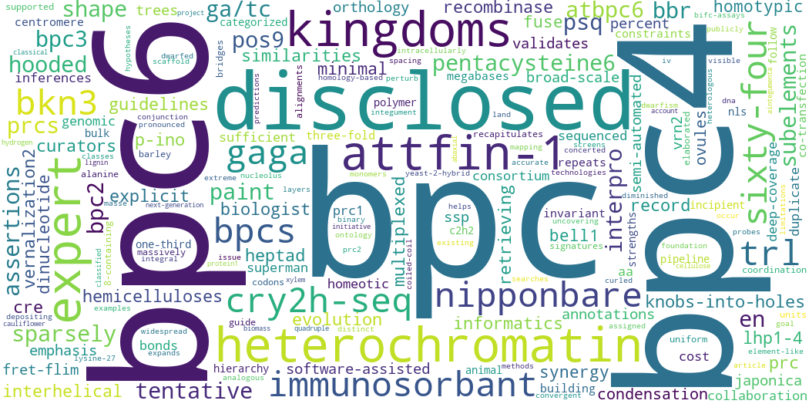 supported
shape
trees
project
centromere
categorized
bpc3
hooded
similarities
inferences
bkn3
guidelines
prcs
genomic
bulk
curators
conjunction
pronounced
p-ino
classes
barley
lignin
alanine
assertions
vernalization2
dinucleotide
expert
bpc2
explicit
masse
next-generation
one-third
massively
integral
classified
8-containing
cre
hemicelluloses
codons
xylem
depositing
cauliflower
examples
sparsely
widespread
bonds
expands
lysine-27
emphasis
fret-flim
interhelical
tentative
bpc6
hypotheses
classical
dwarfed
scaffold
ga/tc
orthology
recombinase
kingdoms
pos9
fuse
psq
percent
validates
atbpc6
bbr
homotypic
minimal
pentacysteine6
megabases
broad-scale
constraints
follow
disclosed
bridges
predictions
alignments
homology-based
spacing
intracellularly
perturb
polymer
integument
land
iv
publicly
visible
account
dwarfism
heterologous
dna
bifc-assays
co-transfection
gaga
sufficient
three-fold
attfin-1
recapitulates
mapping
sequenced
repeats
accurate
screens
technologies
concerted
semi-automated
vrn2
elaborated
ovules
nls
sixty-four
subelements
duplicate
deep-coverage
nucleolus
extreme
layers
monomers
yeast-2-hybrid
consortium
paint
biologist
bpcs
heptad
superman
homeotic
multiplexed
prc1
binary
initiative
ontology
prc2
coiled-coil
bpc
helps
c2h2
existing
ssp
bell1
retrieving
invariant
uncovering
signatures
interpro
aa
curled
strengths
diminished
record
incipient
occur
probes
trl
foundation
pipeline
cellulose
coordination
bpc4
cry2h-seq
evolution
issue
protein1
guide
biomass
quadruple
distinct
searches
nipponbare
informatics
annotations
assigned
knobs-into-holes
uniform
cost
en
units
goal
element-like
lhp1-4
heterochromatin
hierarchy
analogous
software-assisted
animal
methods
building
convergent
synergy
immunosorbant
condensation
article
prc
japonica
collaboration